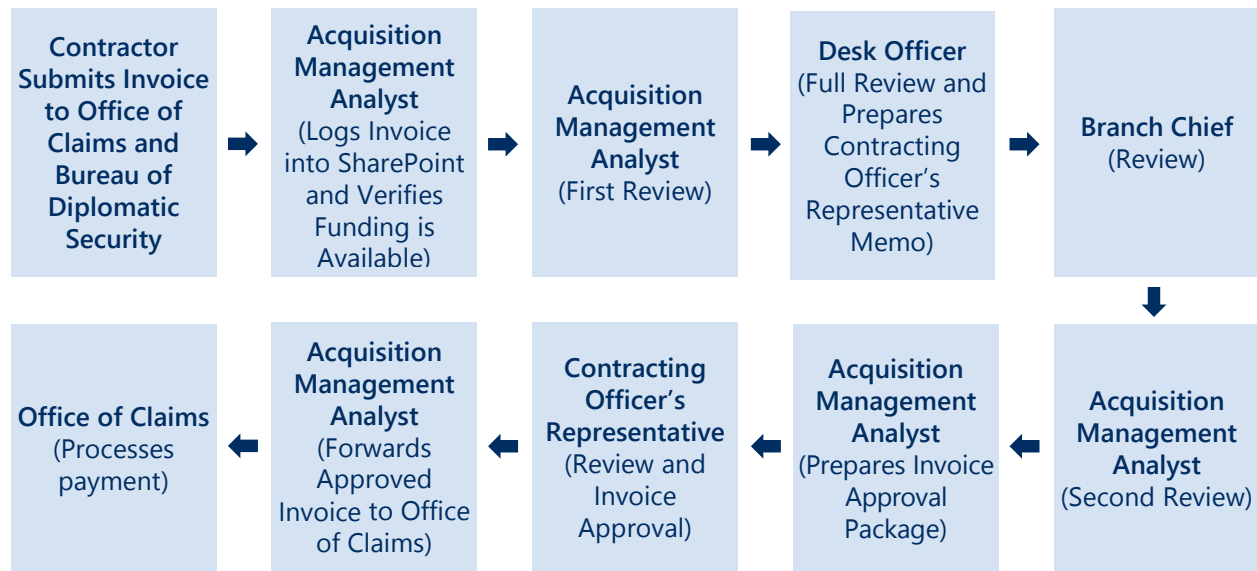 Contractor
Submits Invoice
to Office of
Claims and
Bureau of
Diplomatic
Security
Acquisition
Management
Analyst
(Logs Invoice
into SharePoint
and Verifies
Funding is
Available)
Acquisition
Management
Analyst
(First Review)
Desk Officer
(Full Review and
Prepares
Contracting
Officer's
Representative
Memo)
Branch Chief
(Review)
Acquisition
Management
Analyst
(Second Review)
Acquisition
Management
Analyst
(Prepares Invoice
Approval
Package)
Contracting
Officer's
Representative
(Review and
Invoice
Approval)
Acquisition
Management
Analyst
(Forwards
Approved
Invoice to Office
of Claims)
Office of Claims
(Processes
payment)